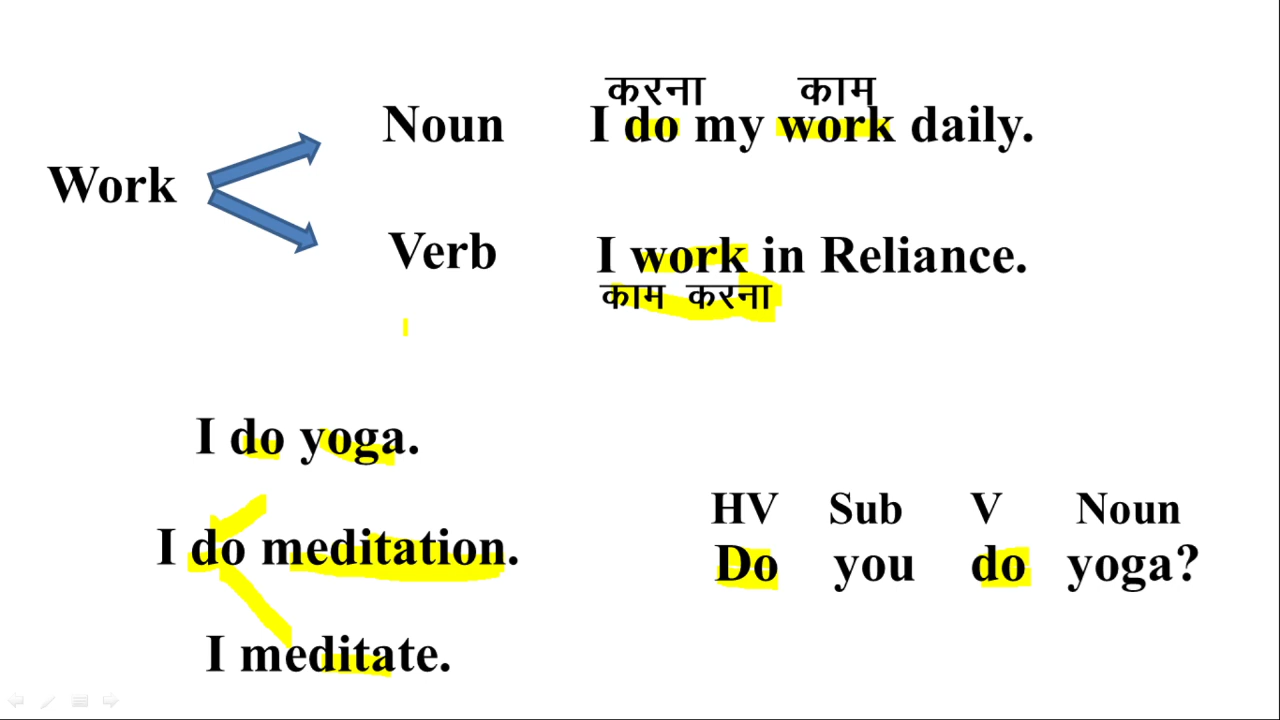 करना काम
Noun I do my work daily.
Work
Verb I work in Reliance.
काम करना
I do yoga.
I do meditation.
I meditate.
HV Sub V Noun
Do you do yoga?